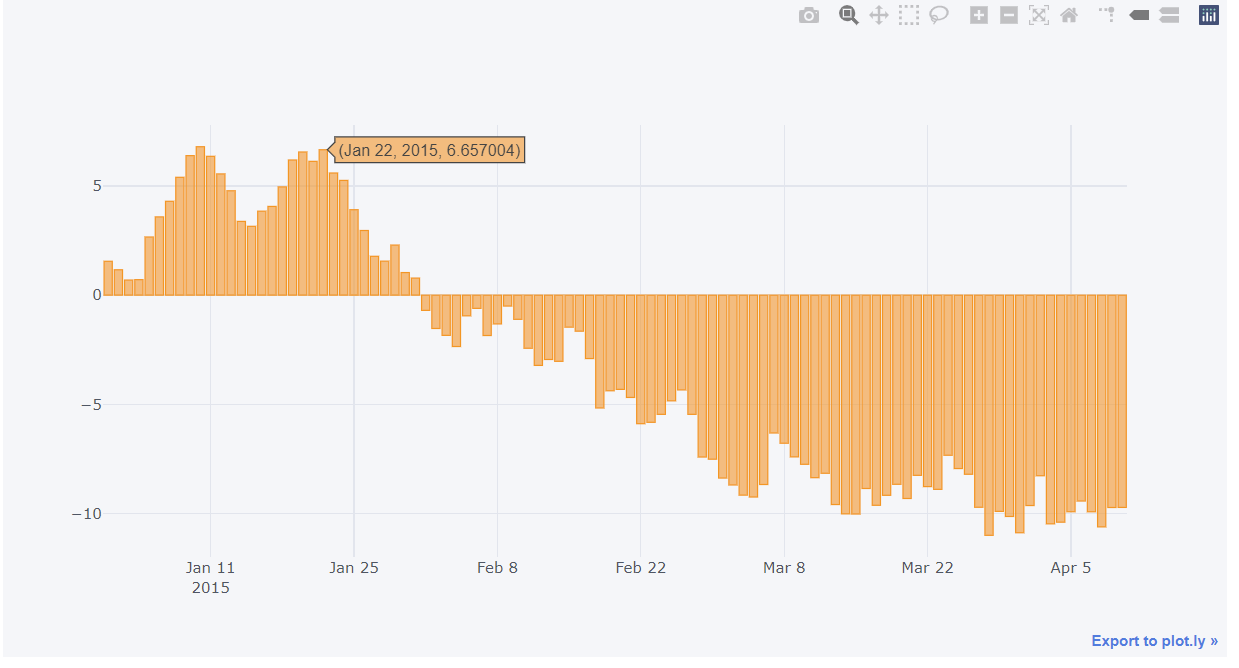 (Jan 22, 2015, 6.657004)
5
0
−5
−10
Jan 11 Jan 25 Feb 8 Feb 22 Mar 8 Mar 22 Apr 5
2015
Export to plot.ly »